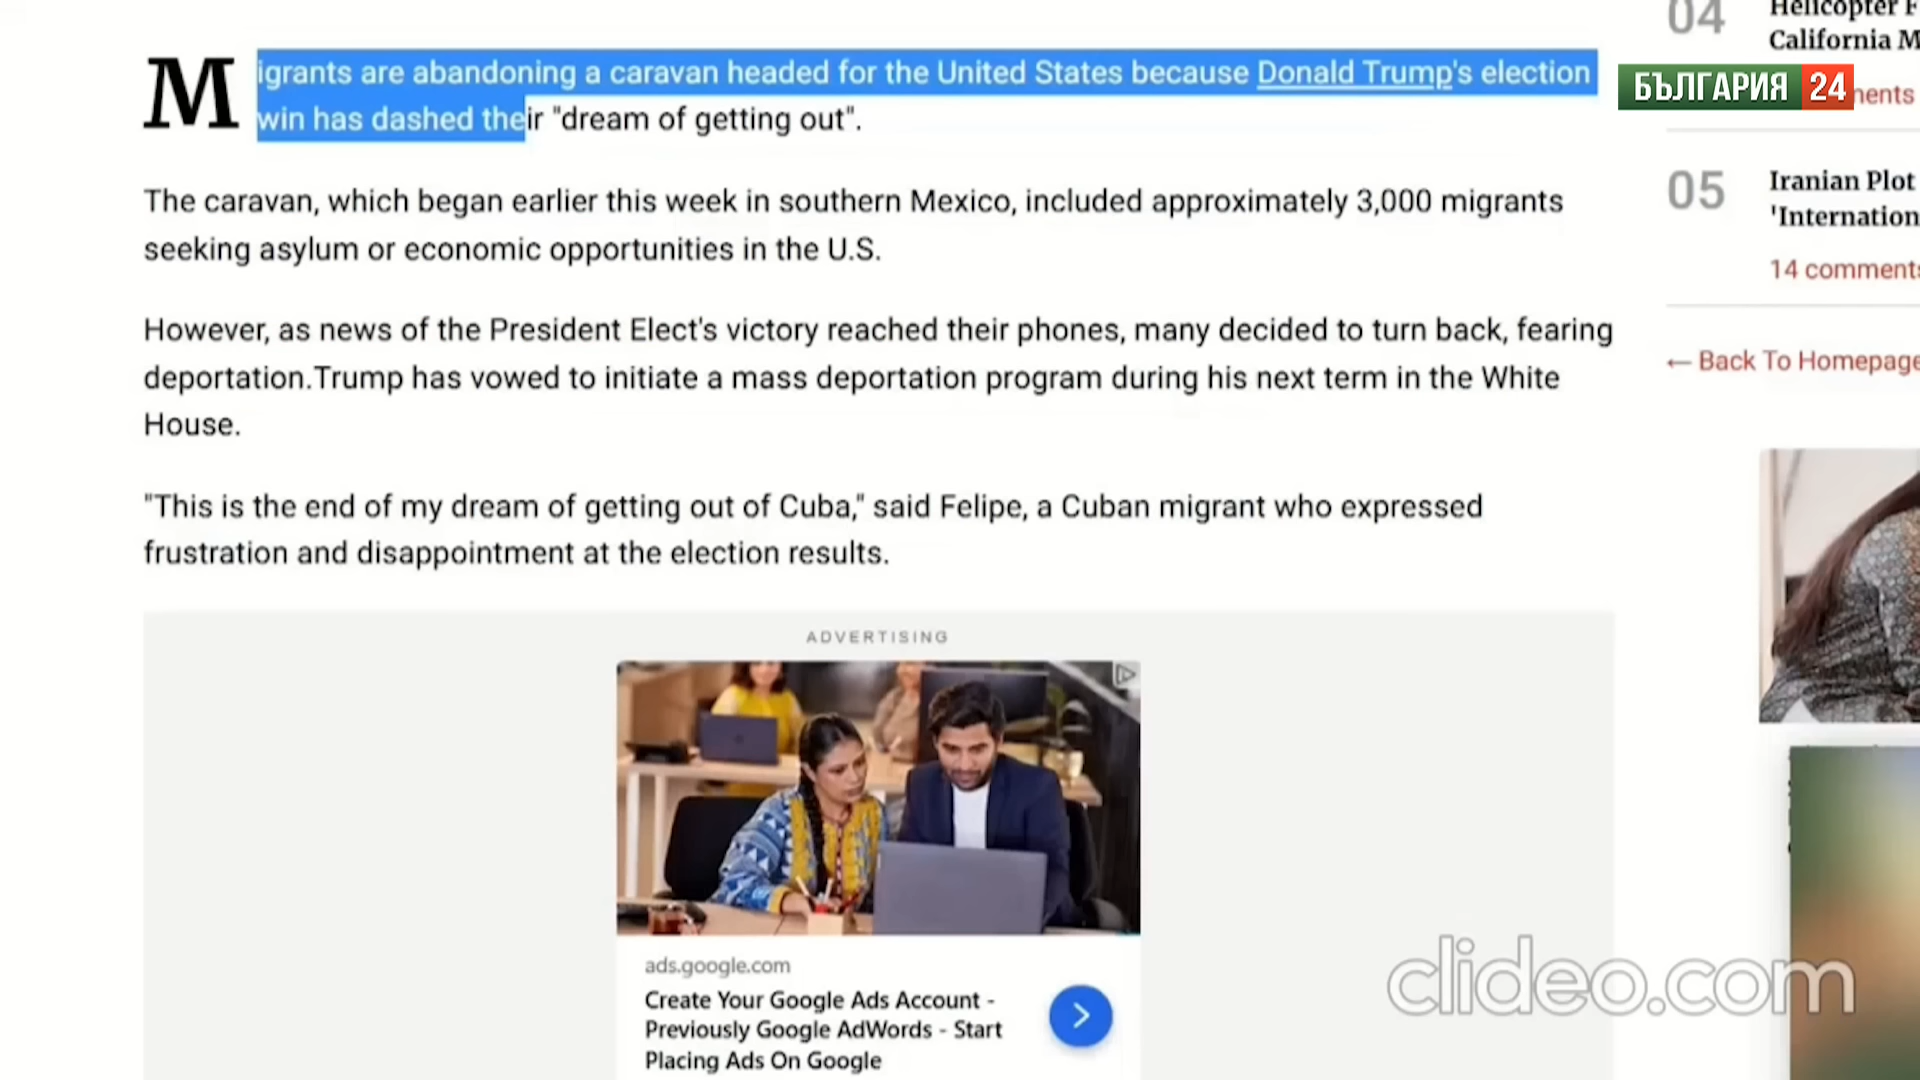 Migrants are abandoning a caravan headed for the United States because Donald Trump's election
win has dashed their "dream of getting out".
The caravan, which began earlier this week in southern Mexico, included approximately 3,000 migrants
seeking asylum or economic opportunities in the U.S.
However, as news of the President Elect's victory reached their phones, many decided to turn back, fearing
deportation.Trump has vowed to initiate a mass deportation program during his next term in the White
House.
"This is the end of my dream of getting out of Cuba," said Felipe, a Cuban migrant who expressed
frustration and disappointment at the election results.
ADVERTISING
ads.google.com
Create Your Google Ads Account -
Previously Google AdWords - Start
Placing Ads On Google
04
Helicopter F
California M
БЪЛГАРИЯ 24
ments
05
Iranian Plot
'Internation
14 comments
← Back To Homepage
clideo.com